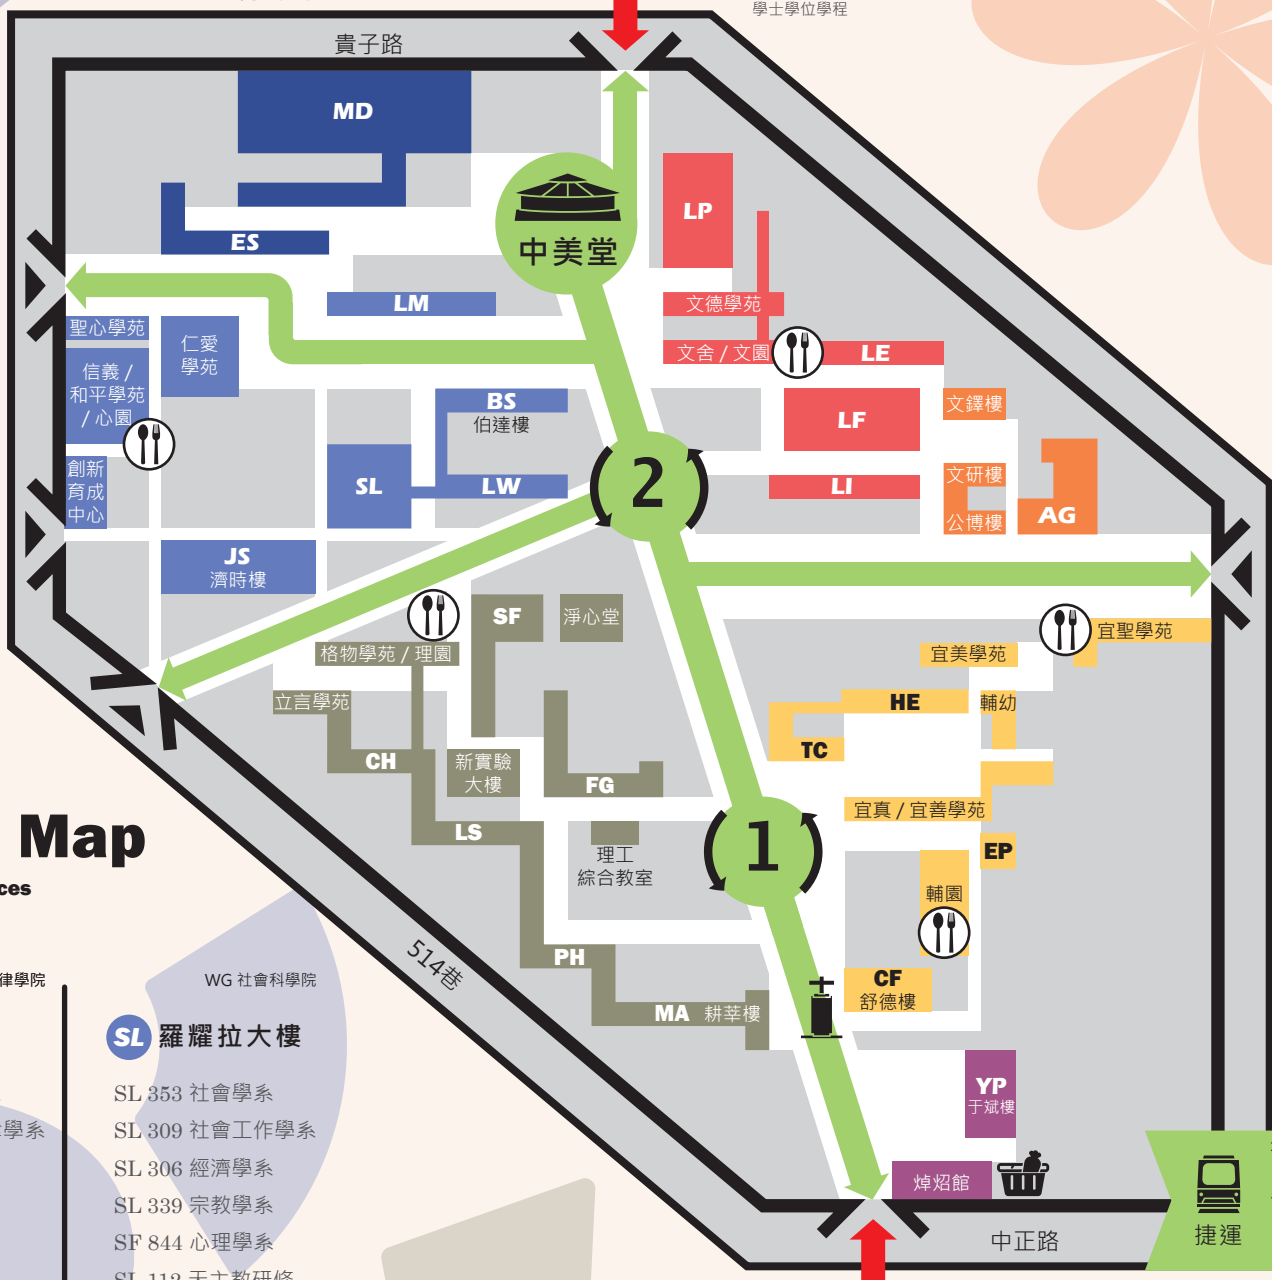 學士學位學程
貴子路
MD
LP
中美堂
ES
LM
文德學苑
聖心學苑
仁愛
學苑
文舍 / 文園
LE
信義 /
和平學苑
/ 心園
BS
伯達樓
LF
文鐸樓
創新
育成
中心
SL
LW
2
LI
文研樓
公博樓
AG
JS
濟時樓
SF
淨心堂
宜聖學苑
格物學苑 / 理園
宜美學苑
立言學苑
HE
輔幼
CH
新實驗
大樓
TC
FG
宜真 / 宜善學苑
Map
LS
1
EP
理工
綜合教室
ces
輔園
514巷
PH
律學院
WG 社會科學院
CF
舒德樓
MA 耕莘樓
SL 羅耀拉大樓
YP
于斌樓
SL 353 社會學系
學系
SL 309 社會工作學系
SL 306 經濟學系
焯炤館
SL 339 宗教學系
SF 844 心理學系
中正路
捷運
SL 112 天主教研修